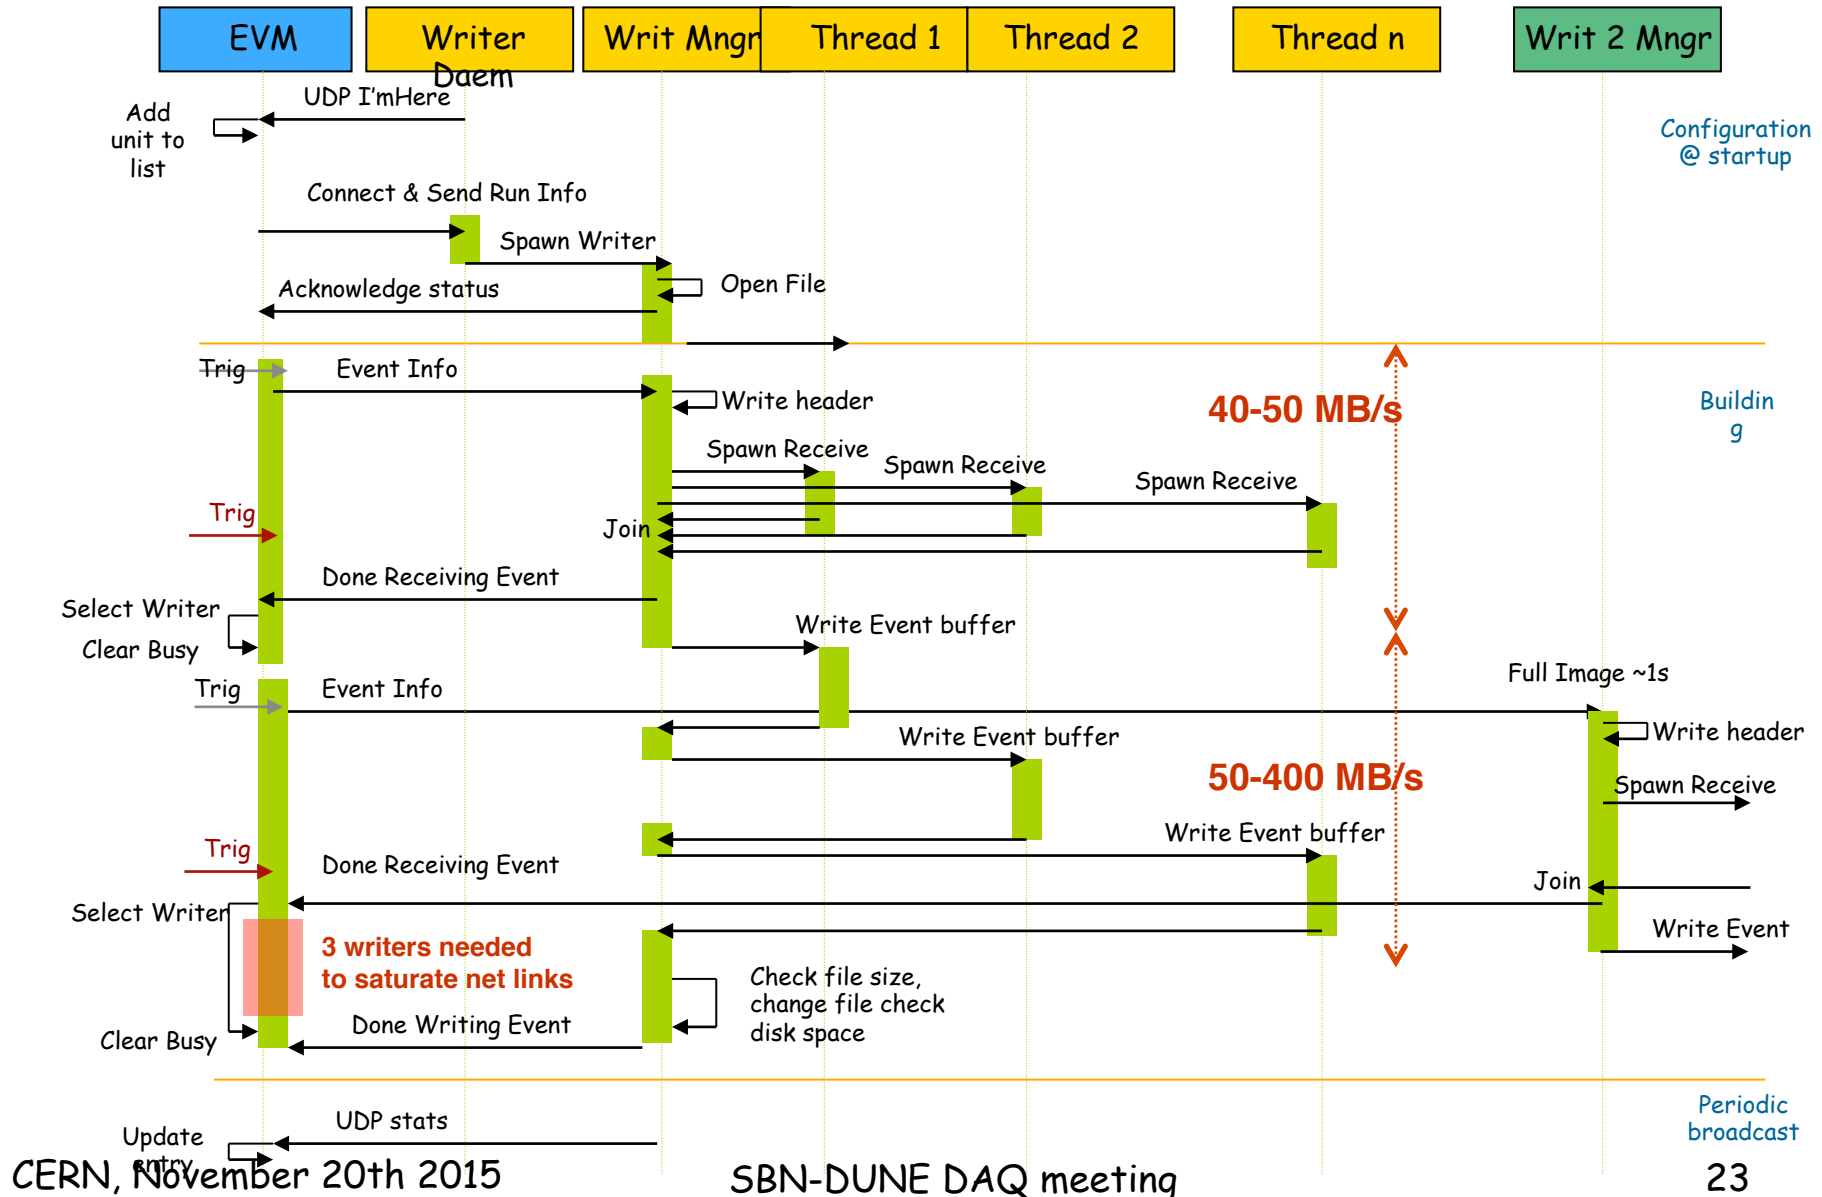 EVM
Writer
Daem
Writ Mngr
Thread 1
Thread 2
Thread n
Writ 2 Mngr
UDP I'mHere
Add
unit to
list
Configuration
@ startup
Connect & Send Run Info
Spawn Writer
Open File
Acknowledge status
Trig
Event Info
Write header
40-50 MB/s
Buildin
g
Spawn Receive
Spawn Receive
Spawn Receive
Trig
Join
Done Receiving Event
Select Writer
Clear Busy
Write Event buffer
Full Image ~1s
Trig
Event Info
Write header
Write Event buffer
50-400 MB/s
Spawn Receive
Write Event buffer
Trig
Done Receiving Event
Join
Select Writer
Write Event
3 writers needed
to saturate net links
Check file size,
change file check
disk space
Done Writing Event
Clear Busy
Periodic
broadcast
UDP stats
Update
entry
CERN, November 20th 2015
SBN-DUNE DAQ meeting
23